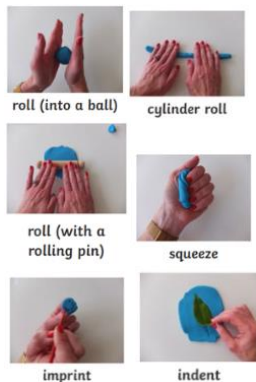 roll (into a ball)
cylinder roll
roll (with a
rolling pin)
squeeze
imprint
indent